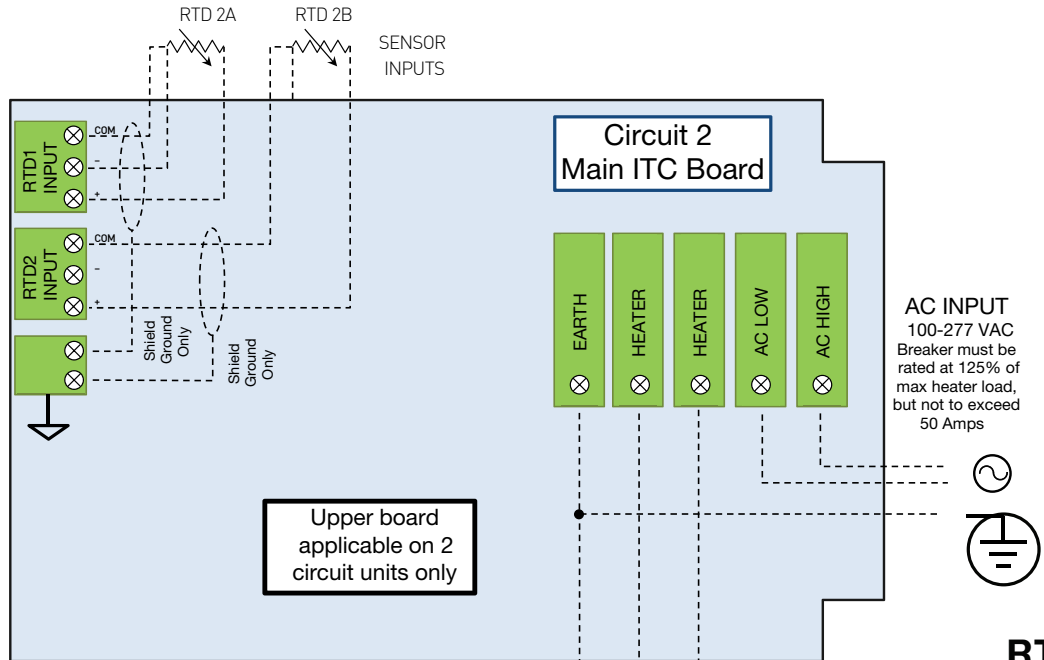 RTD 2A
RTD 2B
SENSOR
INPUTS
RTD1
INPUT
COM
-
+
Circuit 2
Main ITC Board
RTD2
INPUT
COM
-
+
Shield
Ground
Only
Shield
Ground
Only
EARTH
HEATER
HEATER
AC LOW
AC HIGH
AC INPUT
100-277 VAC
Breaker must be
rated at 125% of
max heater load,
but not to exceed
50 Amps
Upper board
applicable on 2
circuit units only